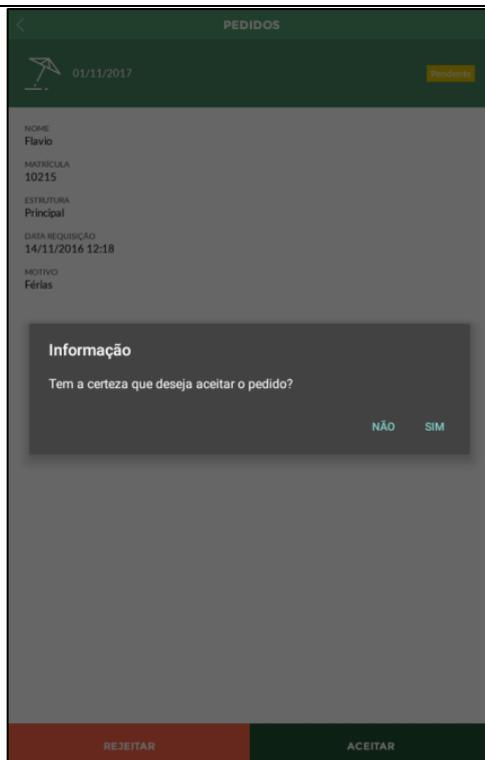 PEDIDOS
01/11/2017
Pendente
NOME
Flavio
MATRÍCULA
10215
ESTRUTURA
Principal
DATA REQUISIÇÃO
14/11/2016 12:18
MOTIVO
Férias
Informação
Tem a certeza que deseja aceitar o pedido?
NÃO SIM
REJEITAR ACEITAR